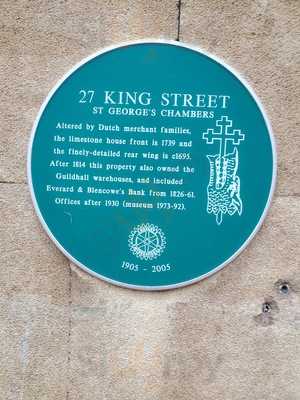 27 KING STREET
ST GEORGE'S CHAMBERS
Altered by Dutch merchant families,
the limestone house front is 1739 and
the finely-detailed rear wing is c1695.
After 1814 this property also owned the
Guildhall warehouses, and included
Everard & Blencowe's Bank from 1826-61.
Offices after 1930 (museum 1973-92).
1905 - 2005